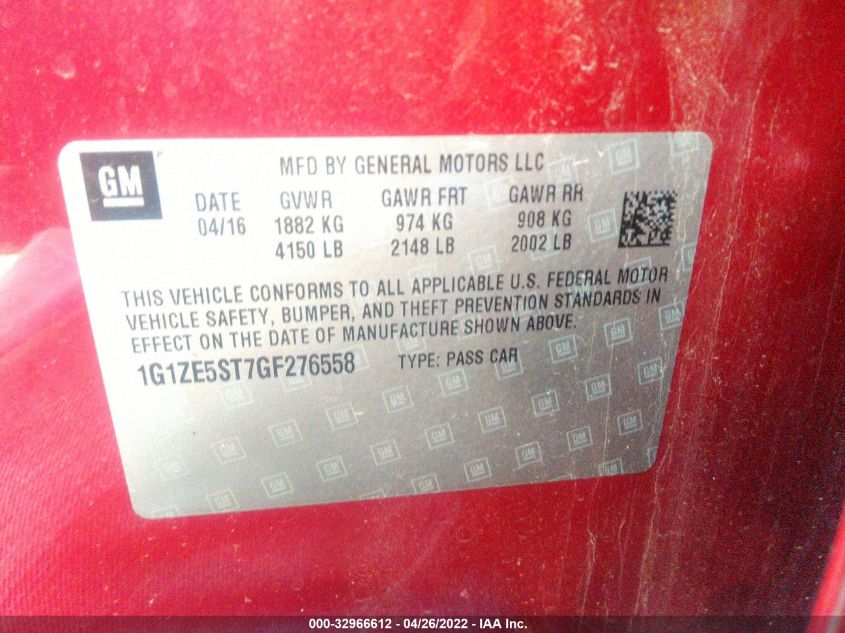 GM
MFD BY GENERAL MOTORS LLC
DATE GVWR GAWR FRT GAWR RR
04/16 1882 KG 974 KG 908 KG
4150 LB 2148 LB 2002 LB
THIS VEHICLE CONFORMS TO ALL APPLICABLE U.S. FEDERAL MOTOR
VEHICLE SAFETY, BUMPER, AND THEFT PREVENTION STANDARDS IN
EFFECT ON THE DATE OF MANUFACTURE SHOWN ABOVE.
1G1ZE5ST7GF276558 TYPE: PASS CAR
000-32966612 - 04/26/2022 - IAA Inc.